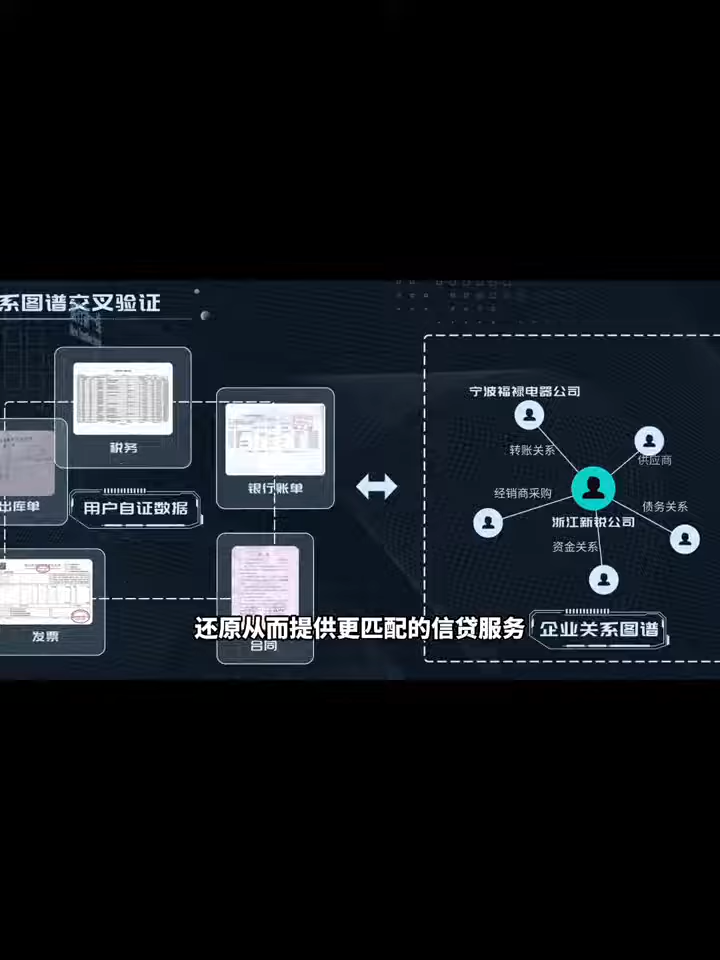 系图谱交叉验证
税务
银行账单
出库单
用户自证数据
发票
合同
宁波福禄电器公司
转账关系
供应商
经销商采购
债务关系
浙江新锐公司
资金关系
企业关系图谱
还原从而提供更匹配的信贷服务